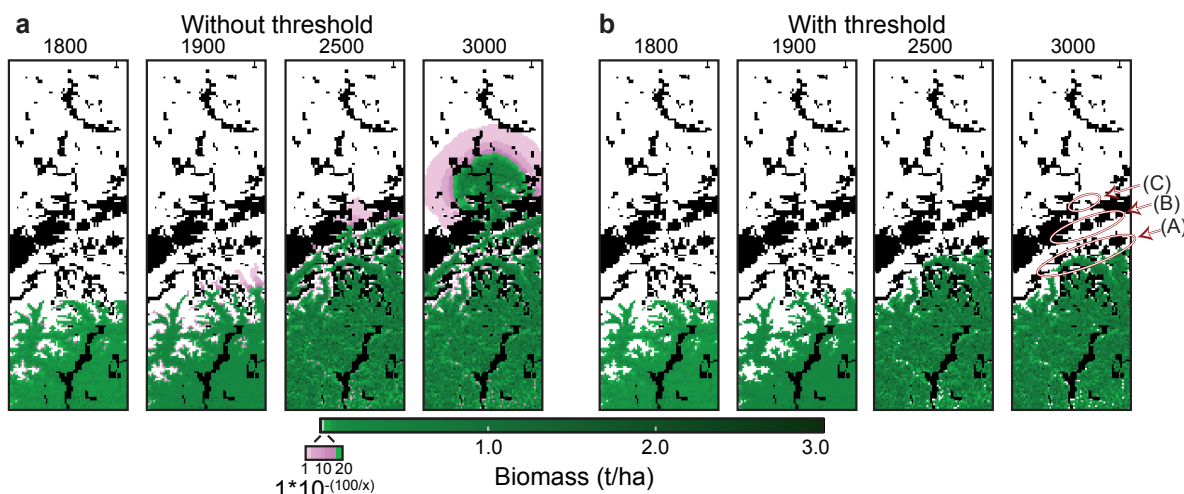 a Without threshold
1800 1900 2500 3000
b With threshold
1800 1900 2500 3000
(C)
(B)
(A)
1.0 2.0 3.0
1 10 20
1*10-(100/x)
Biomass (t/ha)